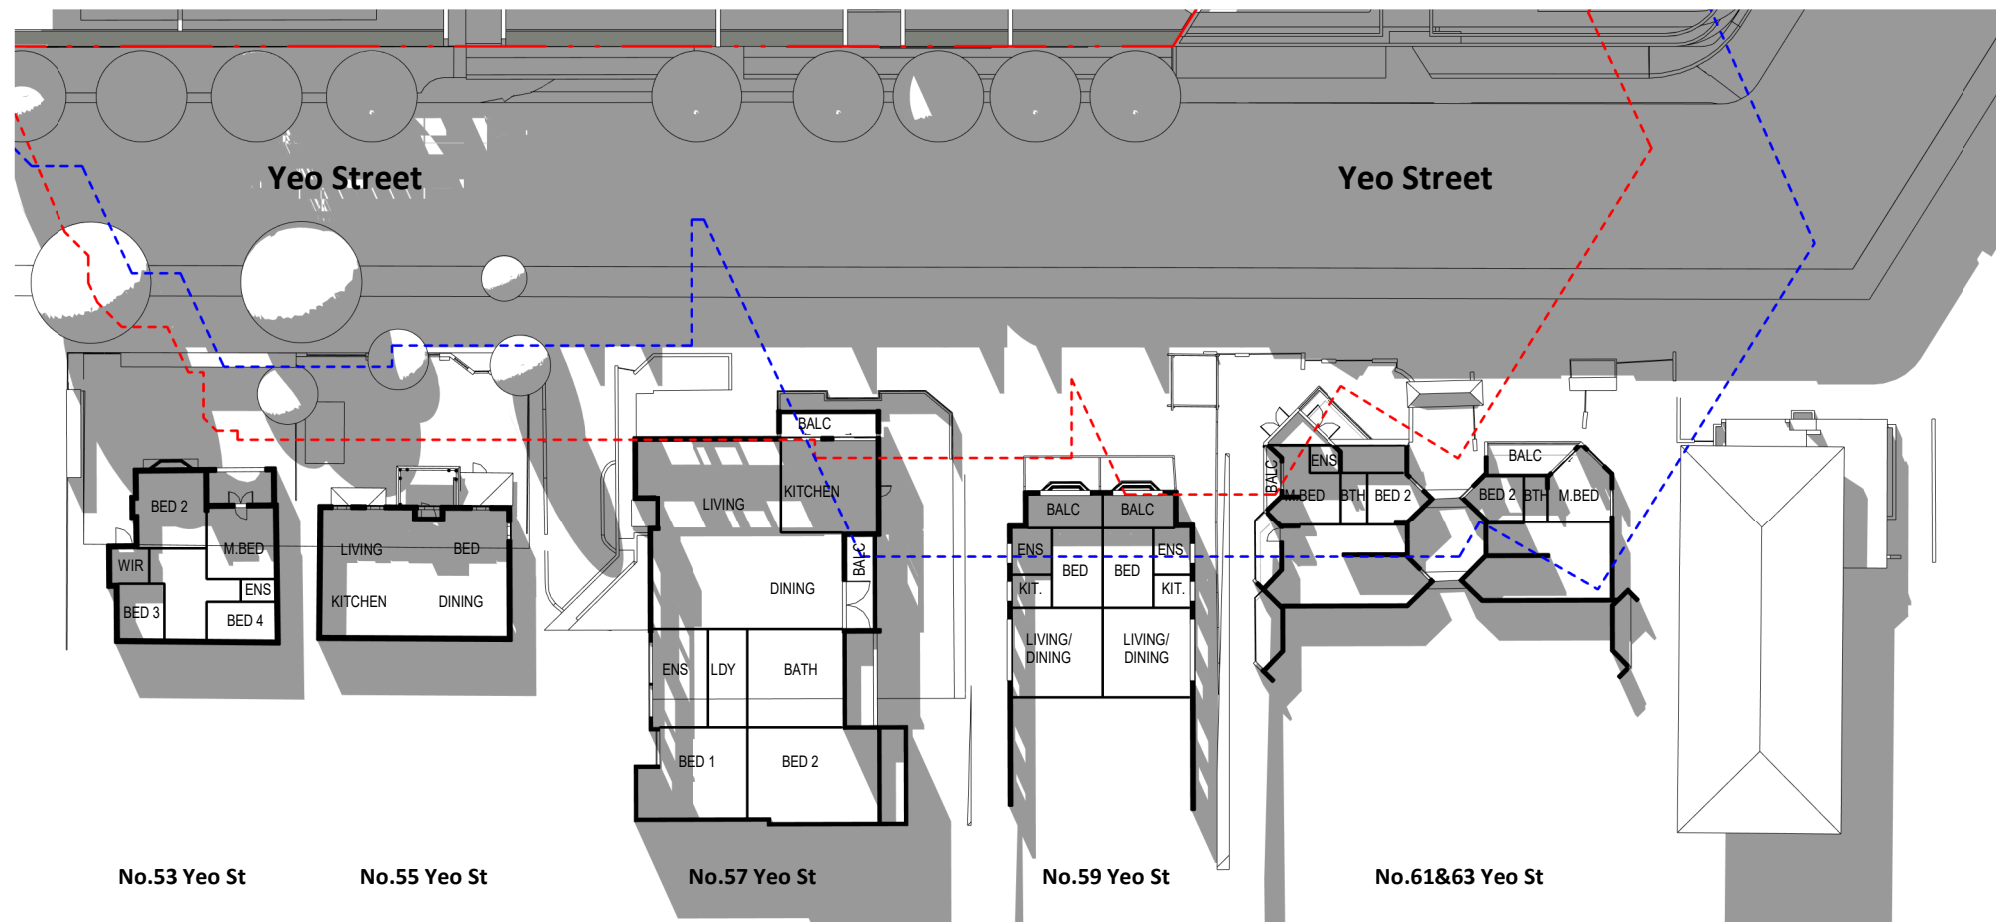 Yeo Street
Yeo Street
BALC
BED 2
M.BED
WIR
BED 3
ENS
BED 4
LIVING
BED
KITCHEN
DINING
LIVING
KITCHEN
BALC
DINING
ENS
LDY
BATH
BED 1
BED 2
BALC
BALC
ENS
BED
BED
ENS
KIT.
KIT.
LIVING/
DINING
LIVING/
DINING
BALC
ENS
M.BED
BTH
BED 2
BALC
BED 2
BTH
M.BED
No.53 Yeo St
No.55 Yeo St
No.57 Yeo St
No.59 Yeo St
No.61&63 Yeo St